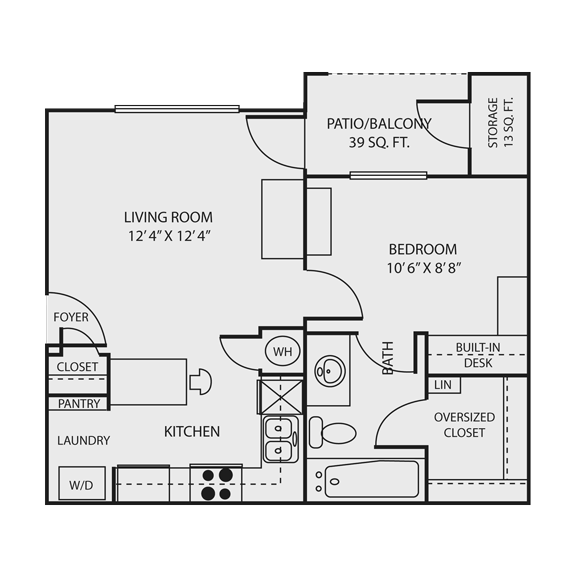 PATIO/BALCONY
39 SQ. FT.
STORAGE
13 SQ. FT.
LIVING ROOM
12’ 4” X 12’ 4”
BEDROOM
10’ 6” X 8’ 8”
FOYER
CLOSET
WH
BATH
BUILT-IN
DESK
LIN
PANTRY
OVERSIZED
CLOSET
LAUNDRY
KITCHEN
W/D